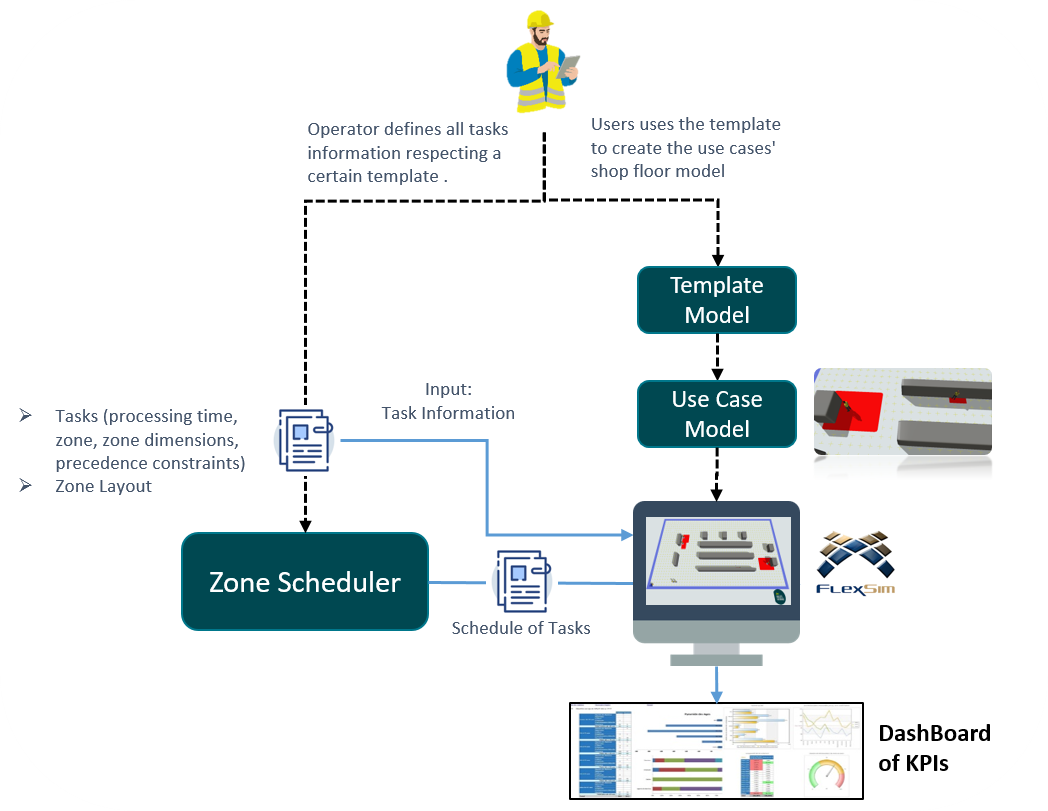 Operator defines all tasks
information respecting a
certain template .
Users uses the template
to create the use cases'
shop floor model
Template
Model
Input:
Task Information
Use Case
Model
Tasks (processing time,
zone, zone dimensions,
precedence constraints)
Zone Layout
Zone Scheduler
Schedule of Tasks
FLEXSIM
DashBoard
of KPIs